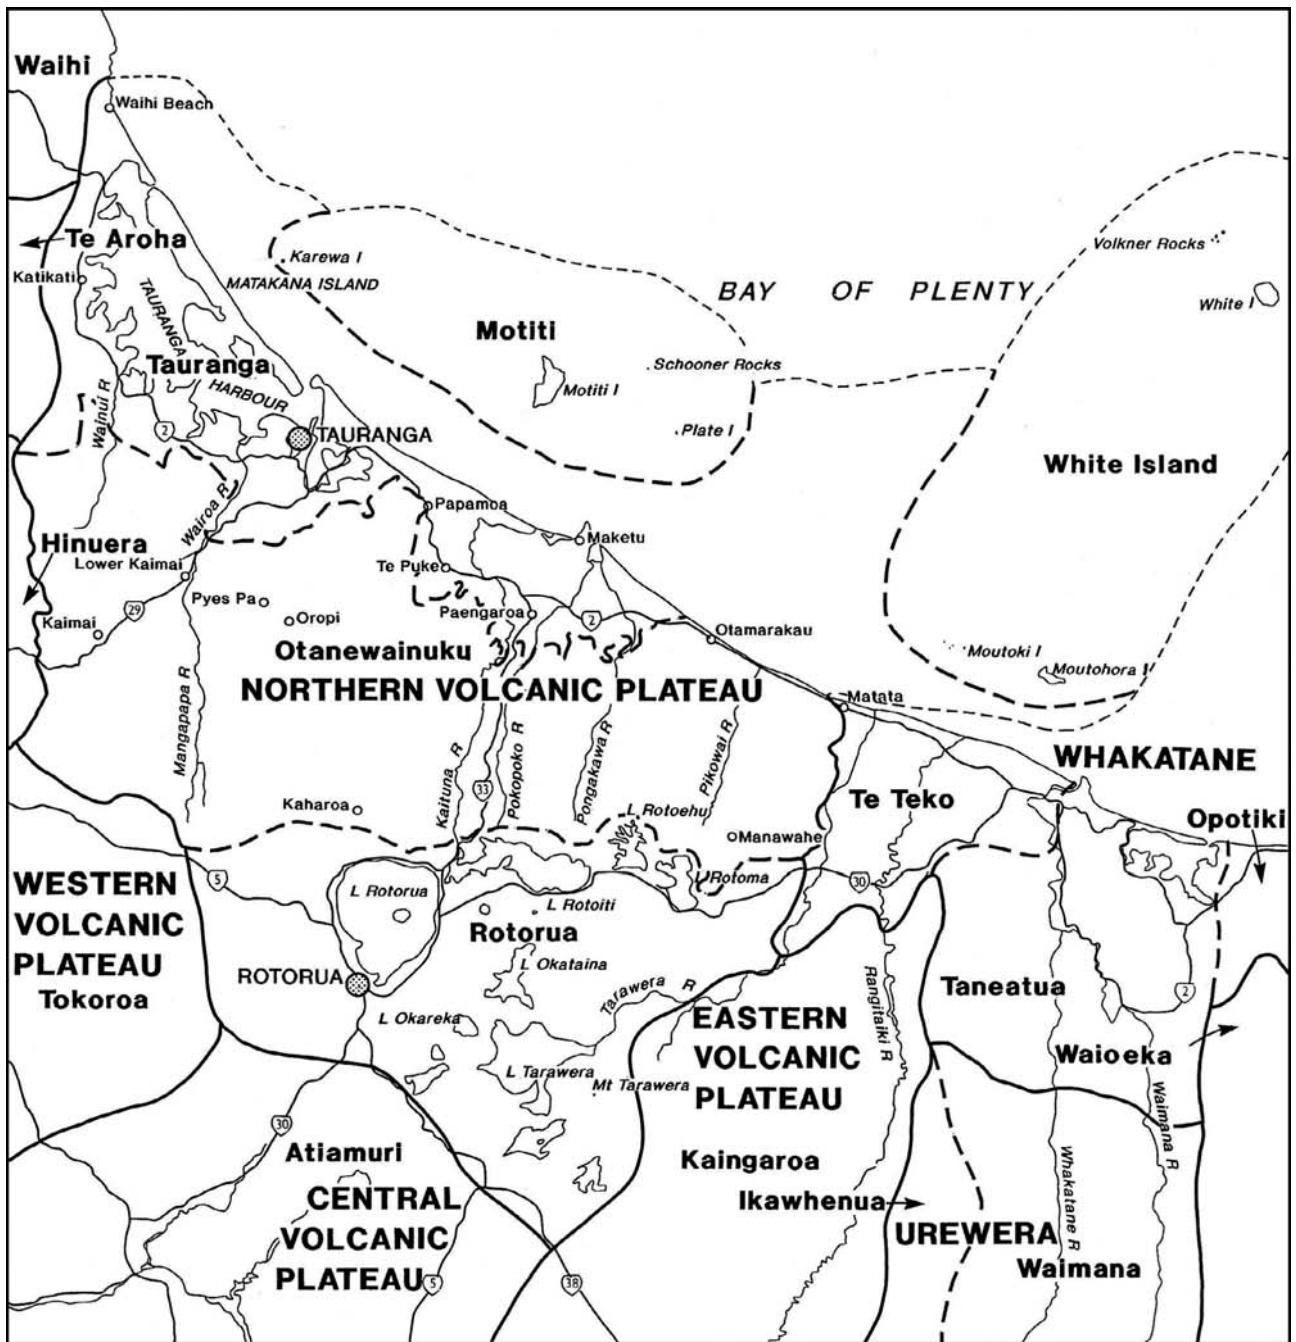 Waihi
Waihi Beach
Te Aroha
Karewa I
Volkner Rocks
Katikati
MATAKANA ISLAND
BAY OF PLENTY
White I
TAURANGA
HARBOUR
Motiti
Tauranga
Schooner Rocks
Motiti I
Wainui R
2
TAURANGA
Plate I
White Island
Wairoa R
Papamoa
Hinuera
Maketu
Lower Kaimai
Te Puke
Pyes Pa
29
Paengaroa
2
Kaimai
Oropi
Otamarakau
Otanewainuku
Moutoki I
Moutohora I
NORTHERN VOLCANIC PLATEAU
Matata
Mangapapa R
Kaituna R
Pokopoko R
Pongakawa R
Pikowai R
WHAKATANE
33
Te Teko
Kaharoa
L Rotoehu
Opotiki
Manawahe
WESTERN
VOLCANIC
PLATEAU
5
L Rotorua
L Rotoma
30
L Rotoiti
Rotorua
Tokoroa
ROTORUA
L Okataina
Tarawera R
Rangitaiki R
Taneatua
2
L Okareka
EASTERN
VOLCANIC
PLATEAU
Waioeka
L Tarawera
Mt Tarawera
30
Waimana R
Whakatane R
Atiamuri
Kaingaroa
CENTRAL
VOLCANIC
PLATEAU
Ikawhenua
UREWERA
Waimana
5
38